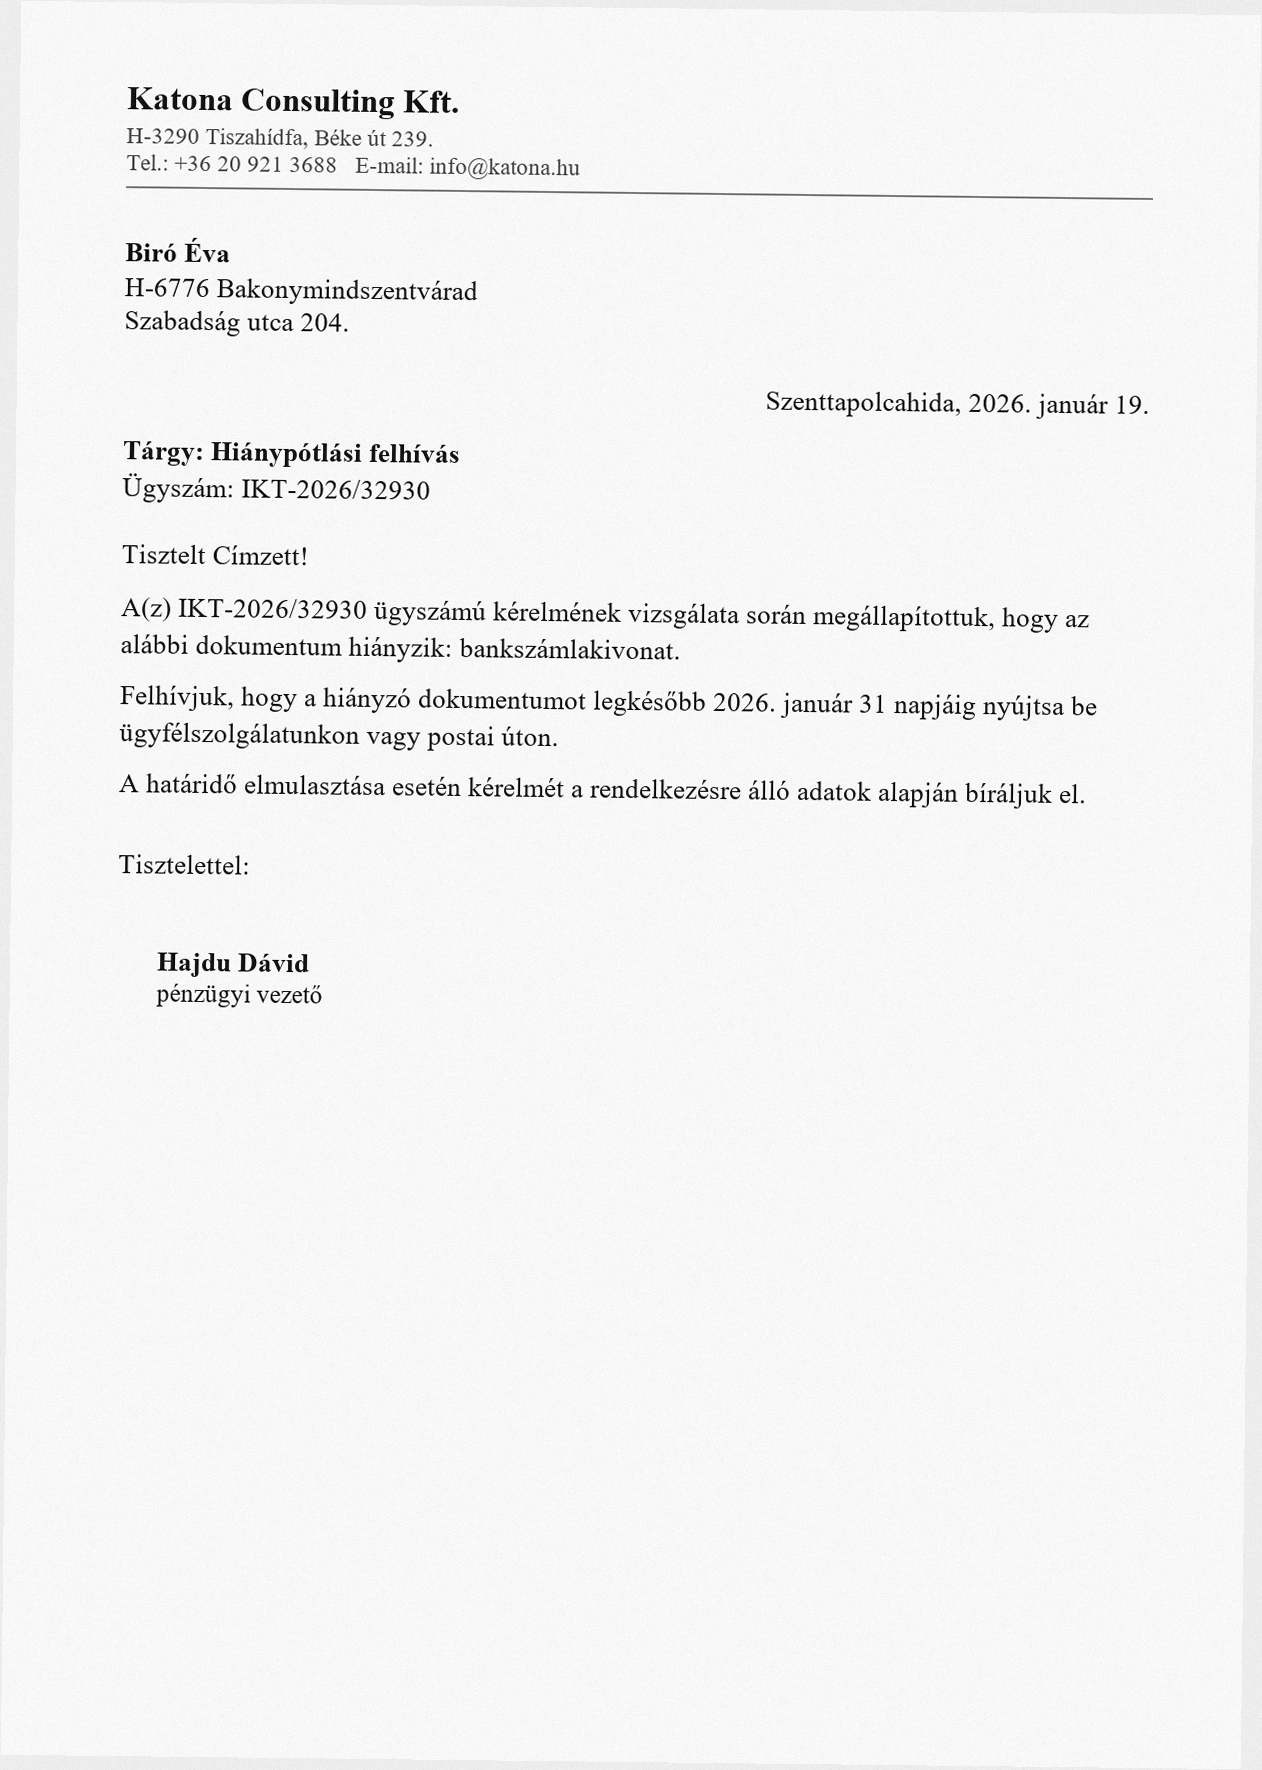 Katona Consulting Kft.
H-3290 Tiszahídfa, Béke út 239.
Tel.: +36 20 921 3688 E-mail: info@katona.hu
Biró Éva
H-6776 Bakonymindszentvárad
Szabadság utca 204.
Szenttapolcahida, 2026. január 19.
Tárgy: Hiánypótlási felhívás
Ügyszám: IKT-2026/32930
Tisztelt Címzett!
A(z) IKT-2026/32930 ügyszámú kérelmének vizsgálata során megállapítottuk, hogy az
alábbi dokumentum hiányzik: bankszámlakivonat.
Felhívjuk, hogy a hiányzó dokumentumot legkésőbb 2026. január 31 napjáig nyújtsa be
ügyfélszolgálatunkon vagy postai úton.
A határidő elmulasztása esetén kérelmét a rendelkezésre álló adatok alapján bíráljuk el.
Tisztelettel:
Hajdu Dávid
pénzügyi vezető